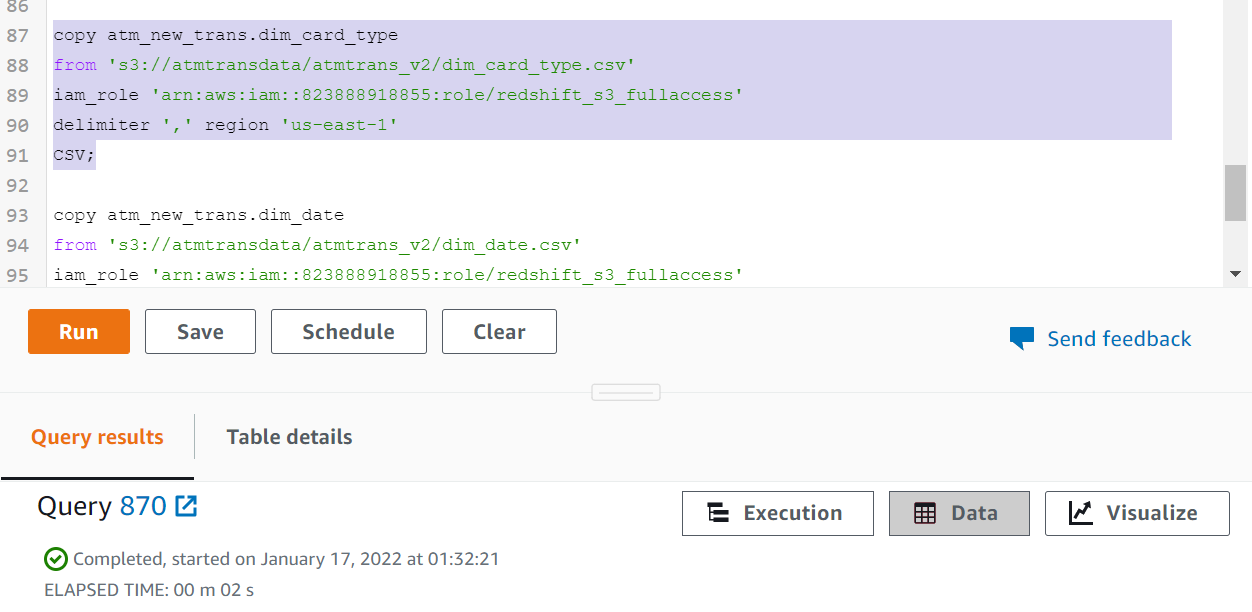 86
87 copy atm_new_trans.dim_card_type
88 from 's3://atmtransdata/atmtrans_v2/dim_card_type.csv'
89 iam_role 'arn:aws:iam::823888918855:role/redshift_s3_fullaccess'
90 delimiter ',' region 'us-east-1'
91 CSV;
92
93 copy atm_new_trans.dim_date
94 from 's3://atmtransdata/atmtrans_v2/dim_date.csv'
95 iam_role 'arn:aws:iam::823888918855:role/redshift_s3_fullaccess'
Run Save Schedule Clear Send feedback
Query results Table details
Query 870 Execution Data Visualize
Completed, started on January 17, 2022 at 01:32:21
ELAPSED TIME: 00 m 02 s